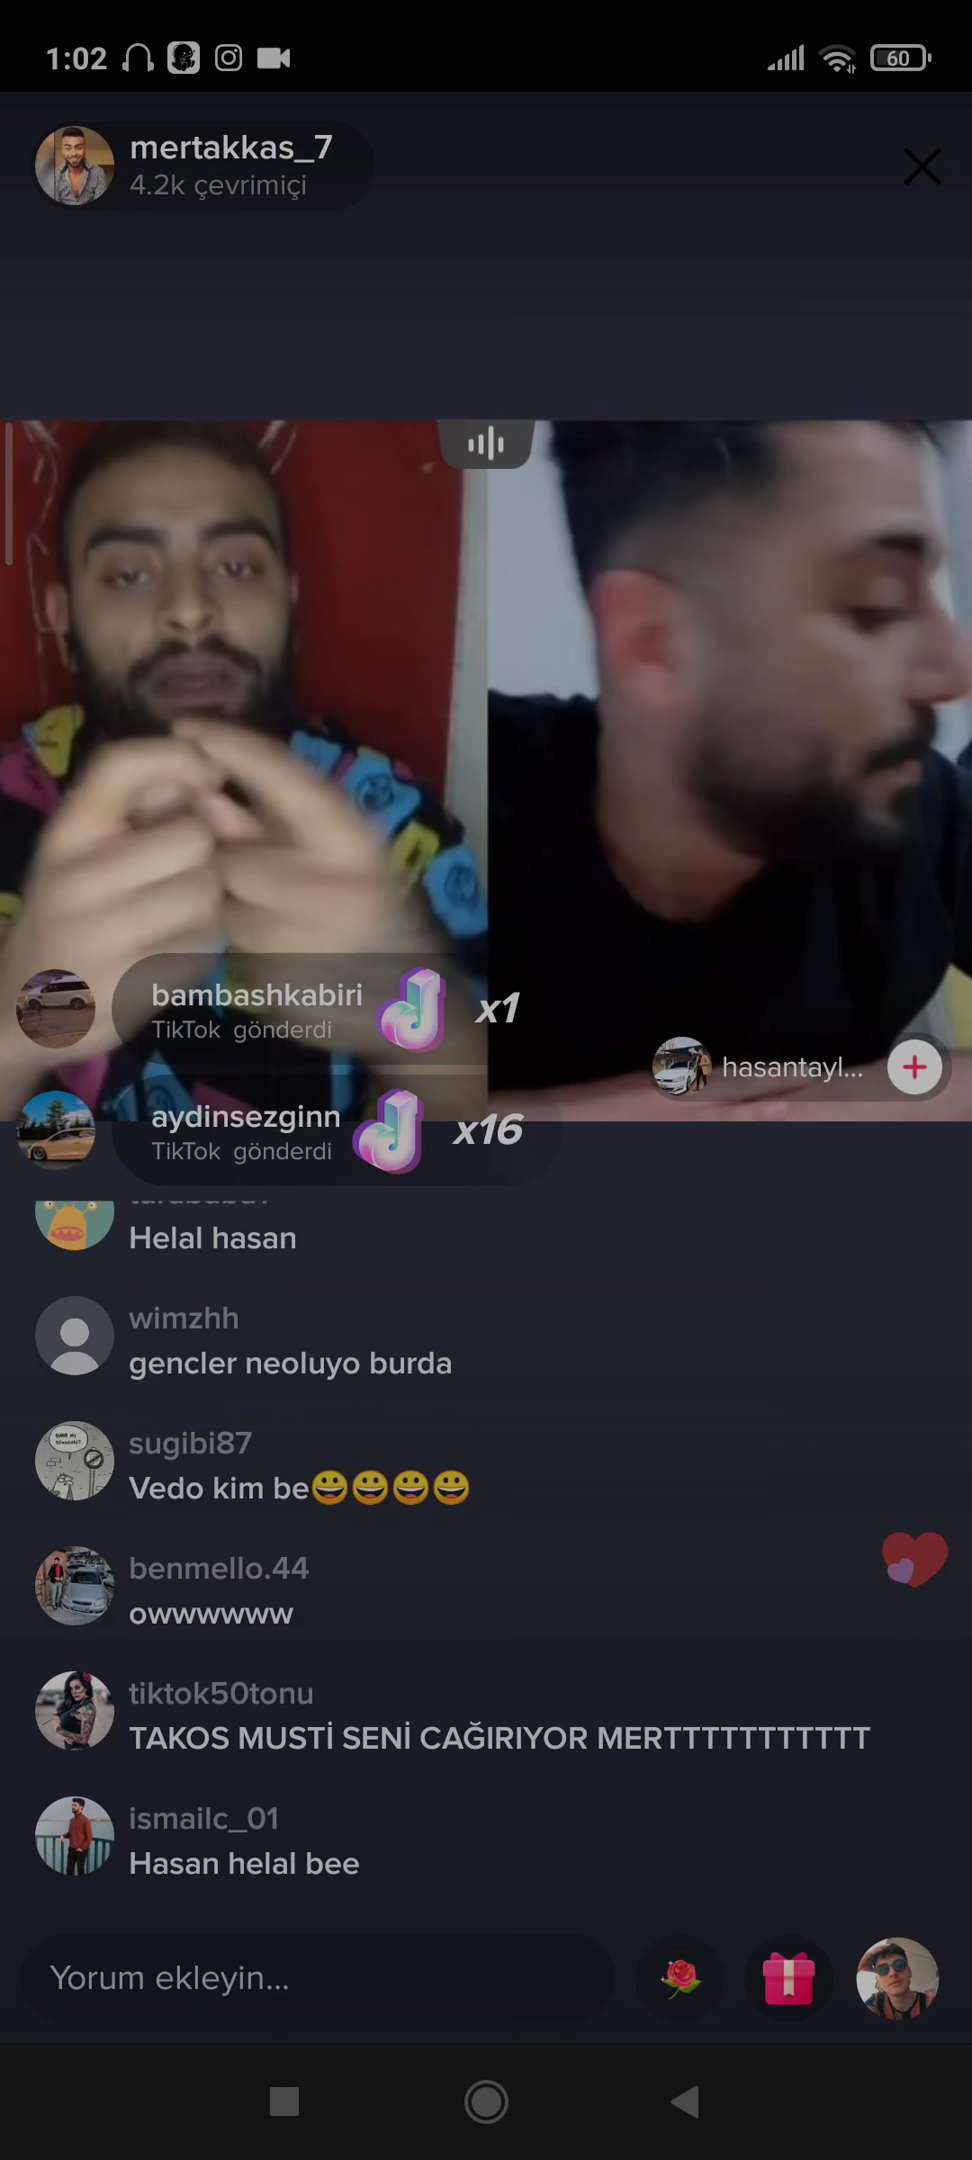 1:02
60
mertakkas_7
4.2k çevrimiçi
bambashkabiri
TikTok gönderdi
x1
hasantayl...
aydinsezginn
TikTok gönderdi
x16
Helal hasan
wimzhh
gencler neoluyo burda
sugibi87
Vedo kim be😀😀😀😀
benmello.44
owwwwww
tiktok50tonu
TAKOS MUSTİ SENİ CAĞIRIYOR MERTTTTTTTTTTT
ismailc_01
Hasan helal bee
Yorum ekleyin...